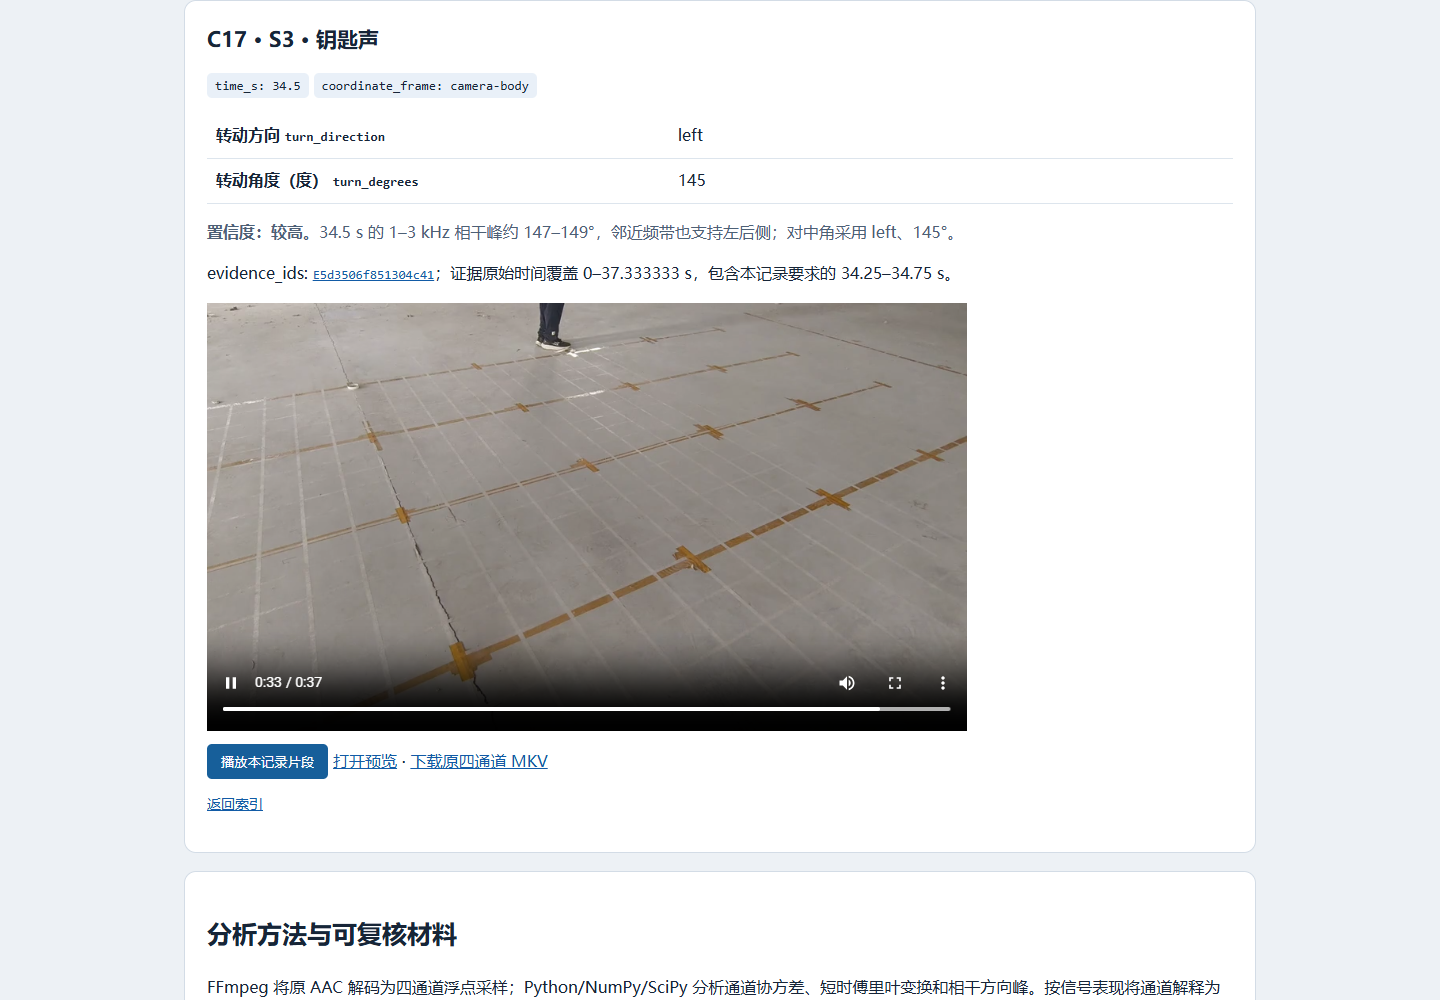 C17 • S3 • 钥匙声
time_s: 34.5 coordinate_frame: camera-body
转动方向 turn_direction left
转动角度（度） turn_degrees 145
置信度：较高。34.5 s 的 1–3 kHz 相干峰约 147–149°，邻近频带也支持左后侧；对中角采用 left、145°。
evidence_ids: E5d3506f851304c41；证据原始时间覆盖 0–37.333333 s，包含本记录要求的 34.25–34.75 s。
0:33 / 0:37
播放本记录片段 打开预览 · 下载原四通道 MKV
返回索引
分析方法与可复核材料
FFmpeg 将原 AAC 解码为四通道浮点采样；Python/NumPy/SciPy 分析通道协方差、短时傅里叶变换和相干方向峰。按信号表现将通道解释为